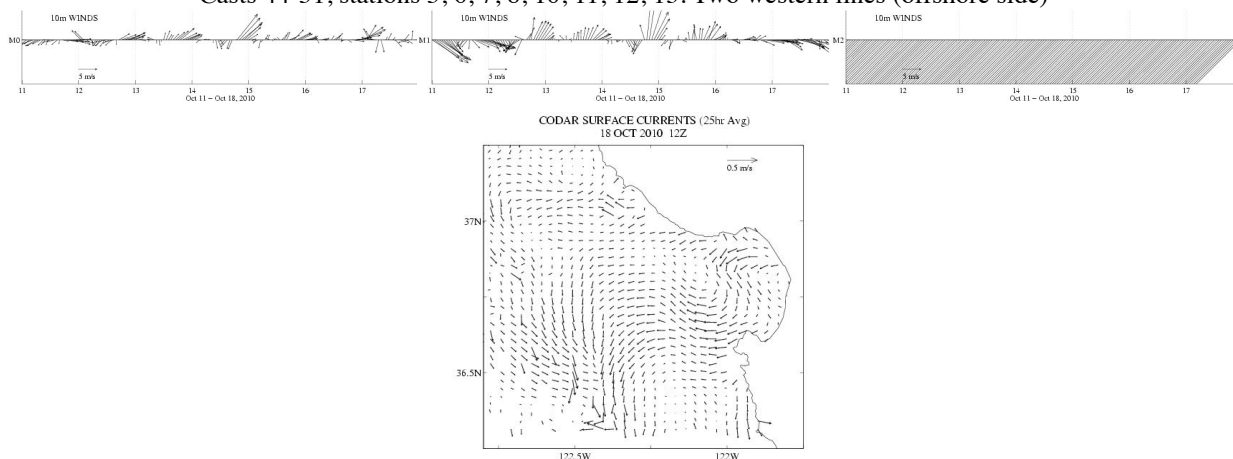 Casts 44-51, stations 5, 6, 7, 8, 10, 11, 12, 13. Two western lines (offshore side)
10m WINDS
M0
5 m/s
11 12 13 14 15 16 17
Oct 11 – Oct 18, 2010
10m WINDS
M1
5 m/s
11 12 13 14 15 16 17
Oct 11 – Oct 18, 2010
10m WINDS
M2
5 m/s
11 12 13 14 15 16 17
Oct 11 – Oct 18, 2010
CODAR SURFACE CURRENTS (25hr Avg)
18 OCT 2010 12Z
0.5 m/s
37N
36.5N
122.5W 122W